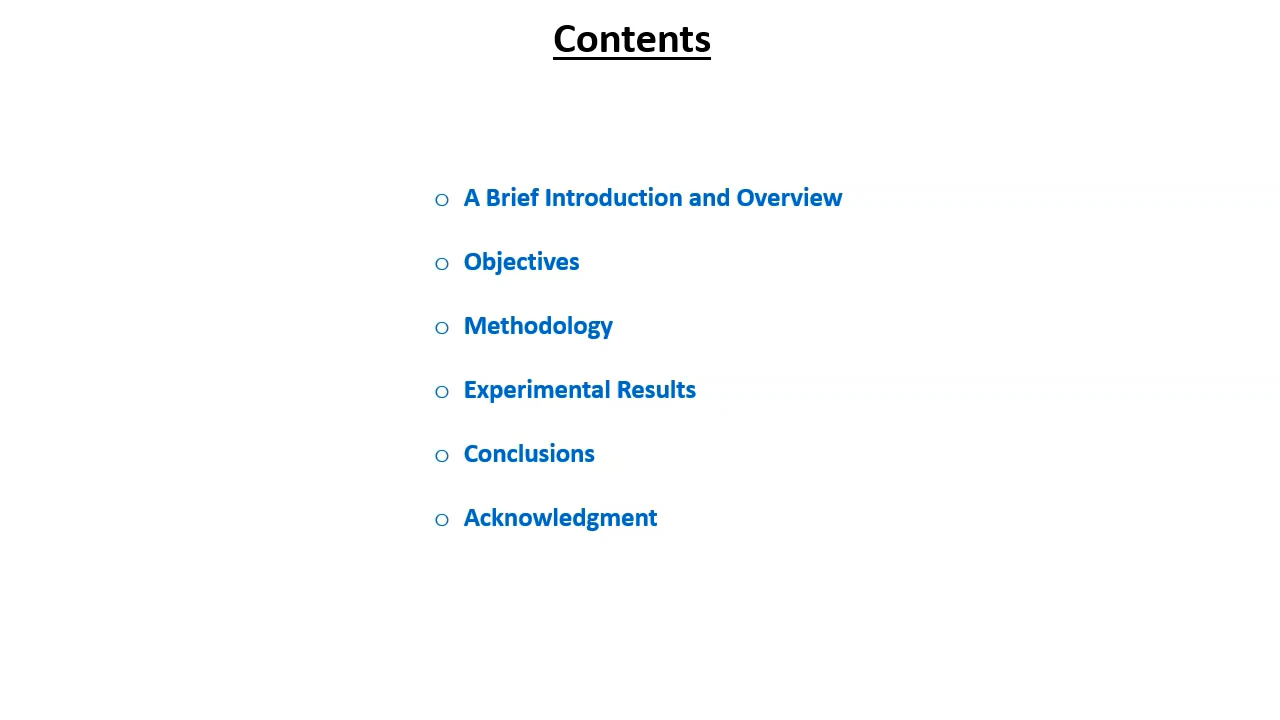 Contents
o A Brief Introduction and Overview
o Objectives
o Methodology
o Experimental Results
o Conclusions
o Acknowledgment